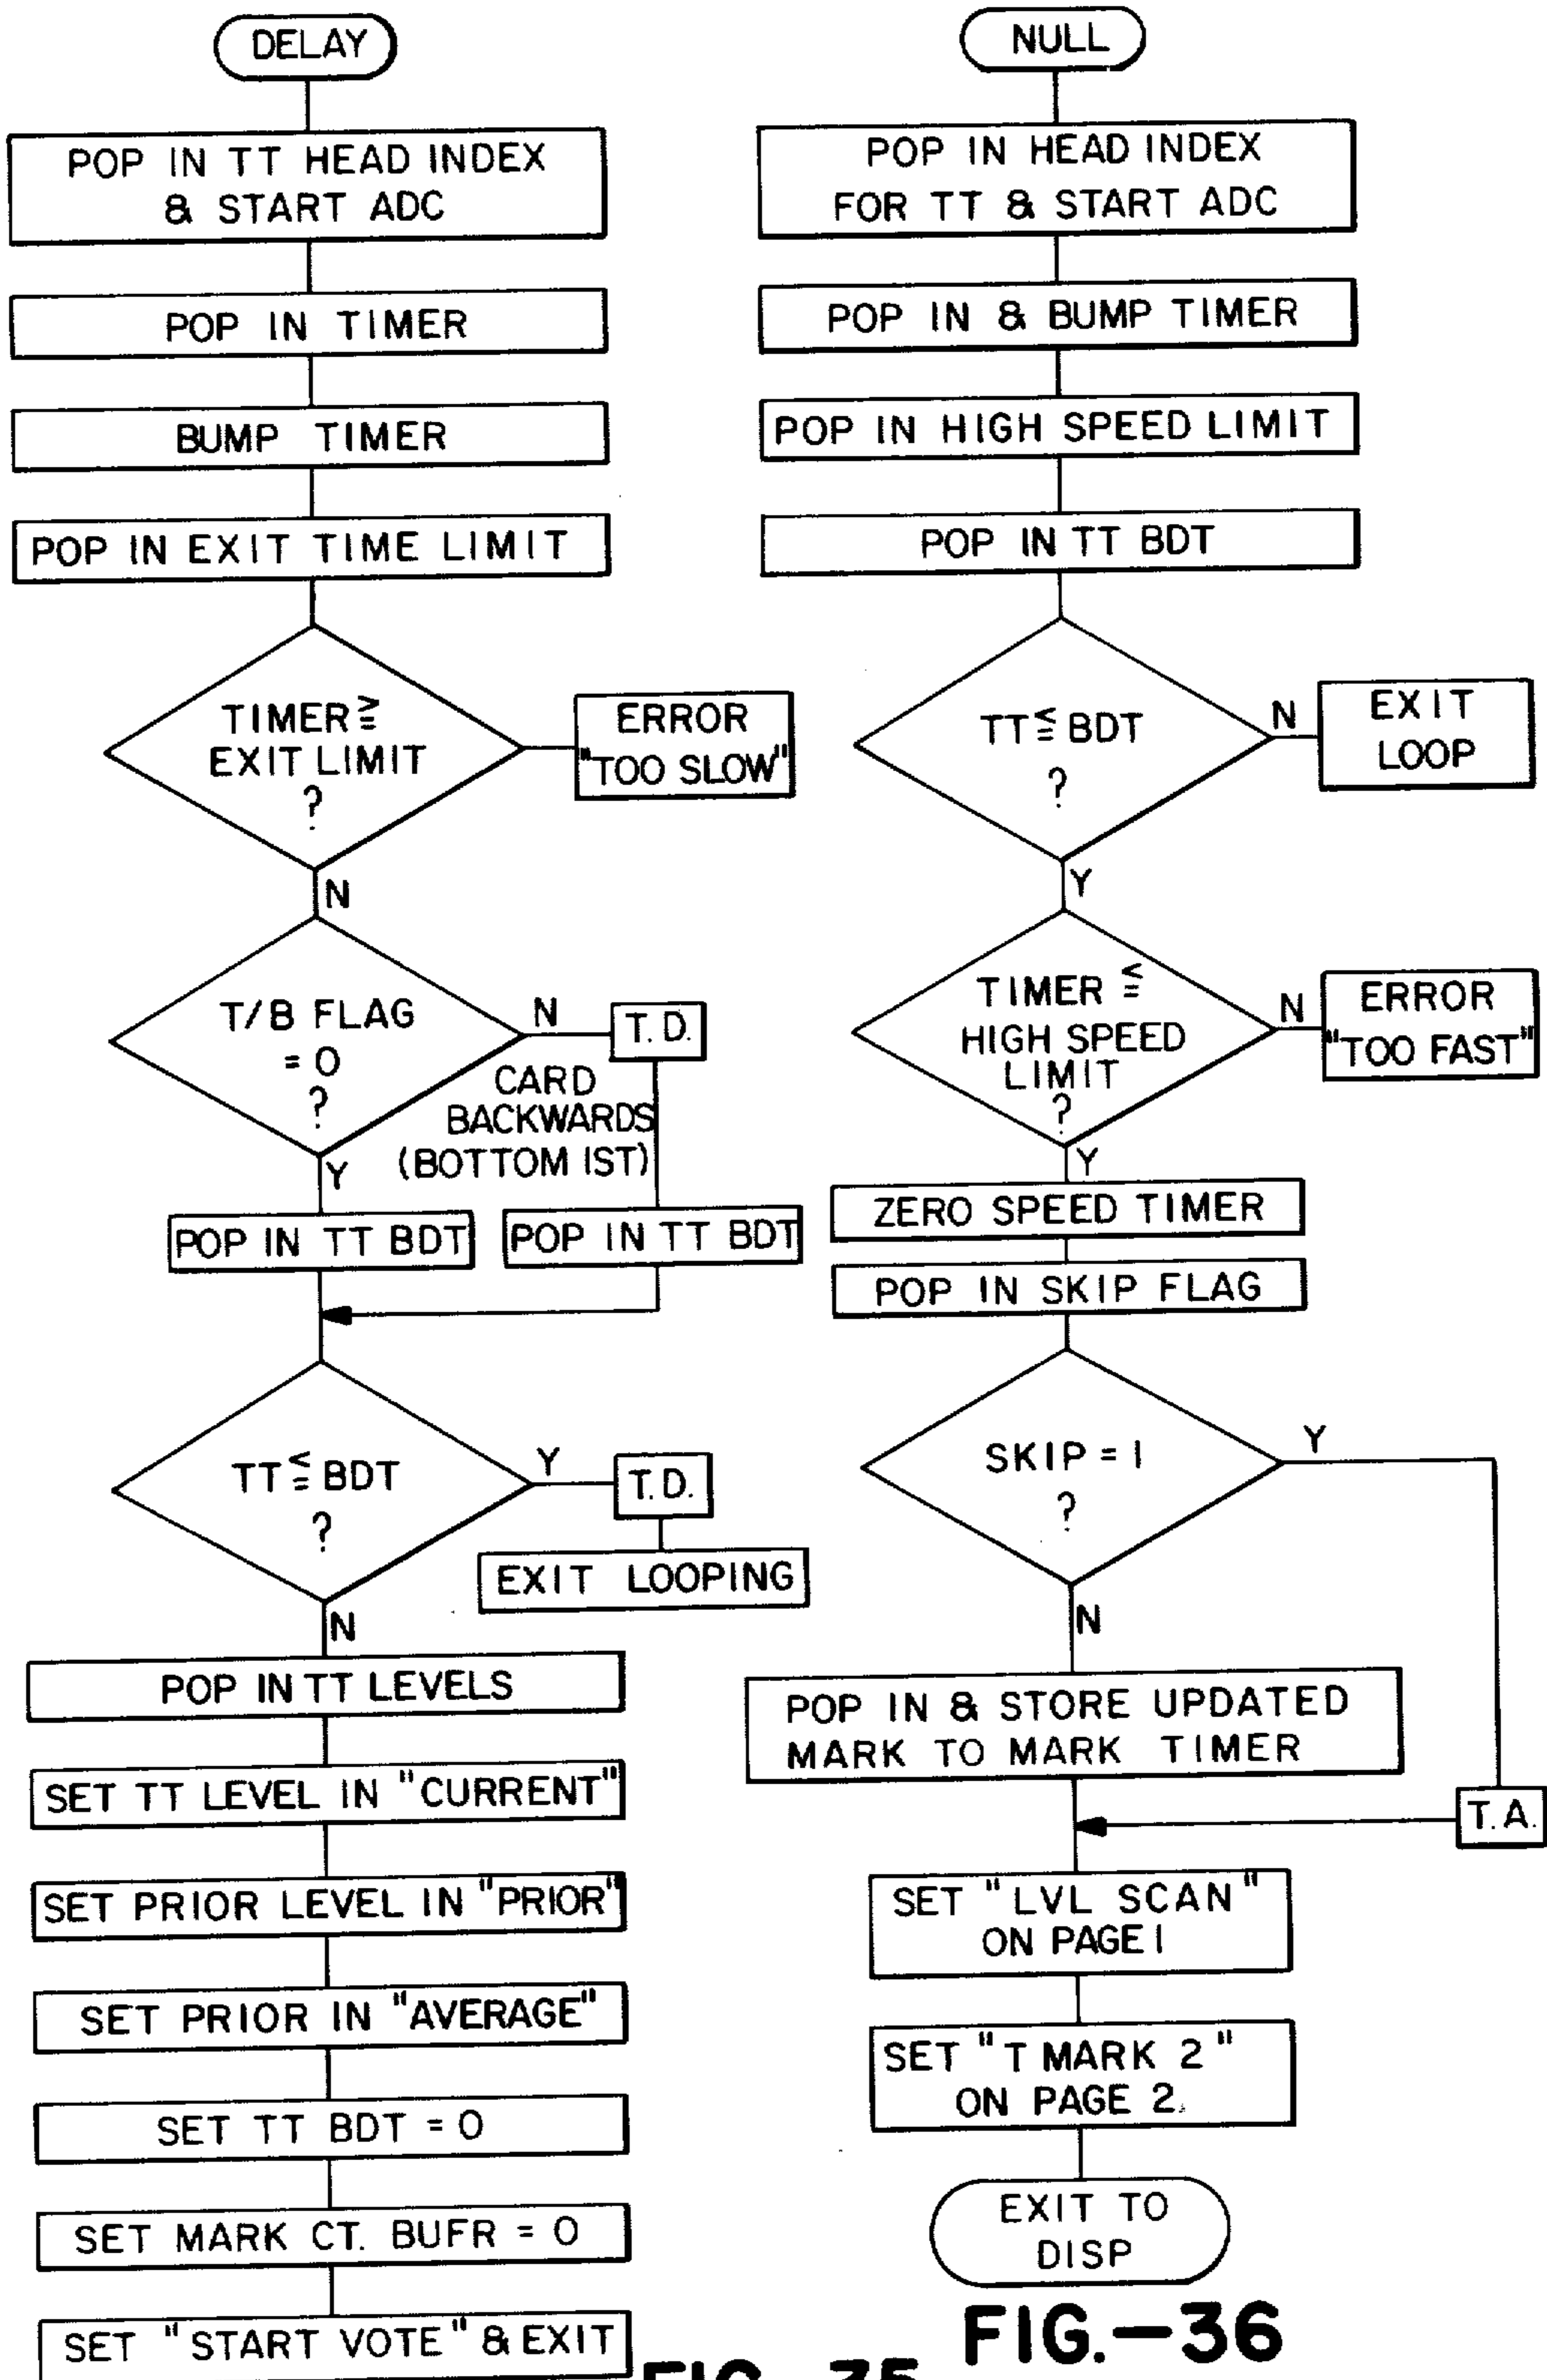 DELAY
POP IN TT HEAD INDEX
& START ADC
POP IN TIMER
BUMP TIMER
POP IN EXIT TIME LIMIT
TIMER ≧
EXIT LIMIT
?
ERROR
"TOO SLOW"
N
T/B FLAG
= 0
?
N
T.D.
CARD
BACKWARDS
(BOTTOM 1ST)
Y
POP IN TT BDT
POP IN TT BDT
TT ≦ BDT
?
Y
T.D.
EXIT LOOPING
N
POP IN TT LEVELS
SET TT LEVEL IN "CURRENT"
SET PRIOR LEVEL IN "PRIOR"
SET PRIOR IN "AVERAGE"
SET TT BDT = 0
SET MARK CT. BUFR = 0
SET "START VOTE" & EXIT
FIG.-35
NULL
POP IN HEAD INDEX
FOR TT & START ADC
POP IN & BUMP TIMER
POP IN HIGH SPEED LIMIT
POP IN TT BDT
TT ≦ BDT
?
N
EXIT
LOOP
Y
TIMER ≦
HIGH SPEED
LIMIT
?
N
ERROR
"TOO FAST"
Y
ZERO SPEED TIMER
POP IN SKIP FLAG
SKIP = 1
?
Y
N
POP IN & STORE UPDATED
MARK TO MARK TIMER
T.A.
SET "LVL SCAN"
ON PAGE 1
SET "T MARK 2"
ON PAGE 2.
EXIT TO
DISP
FIG.-36